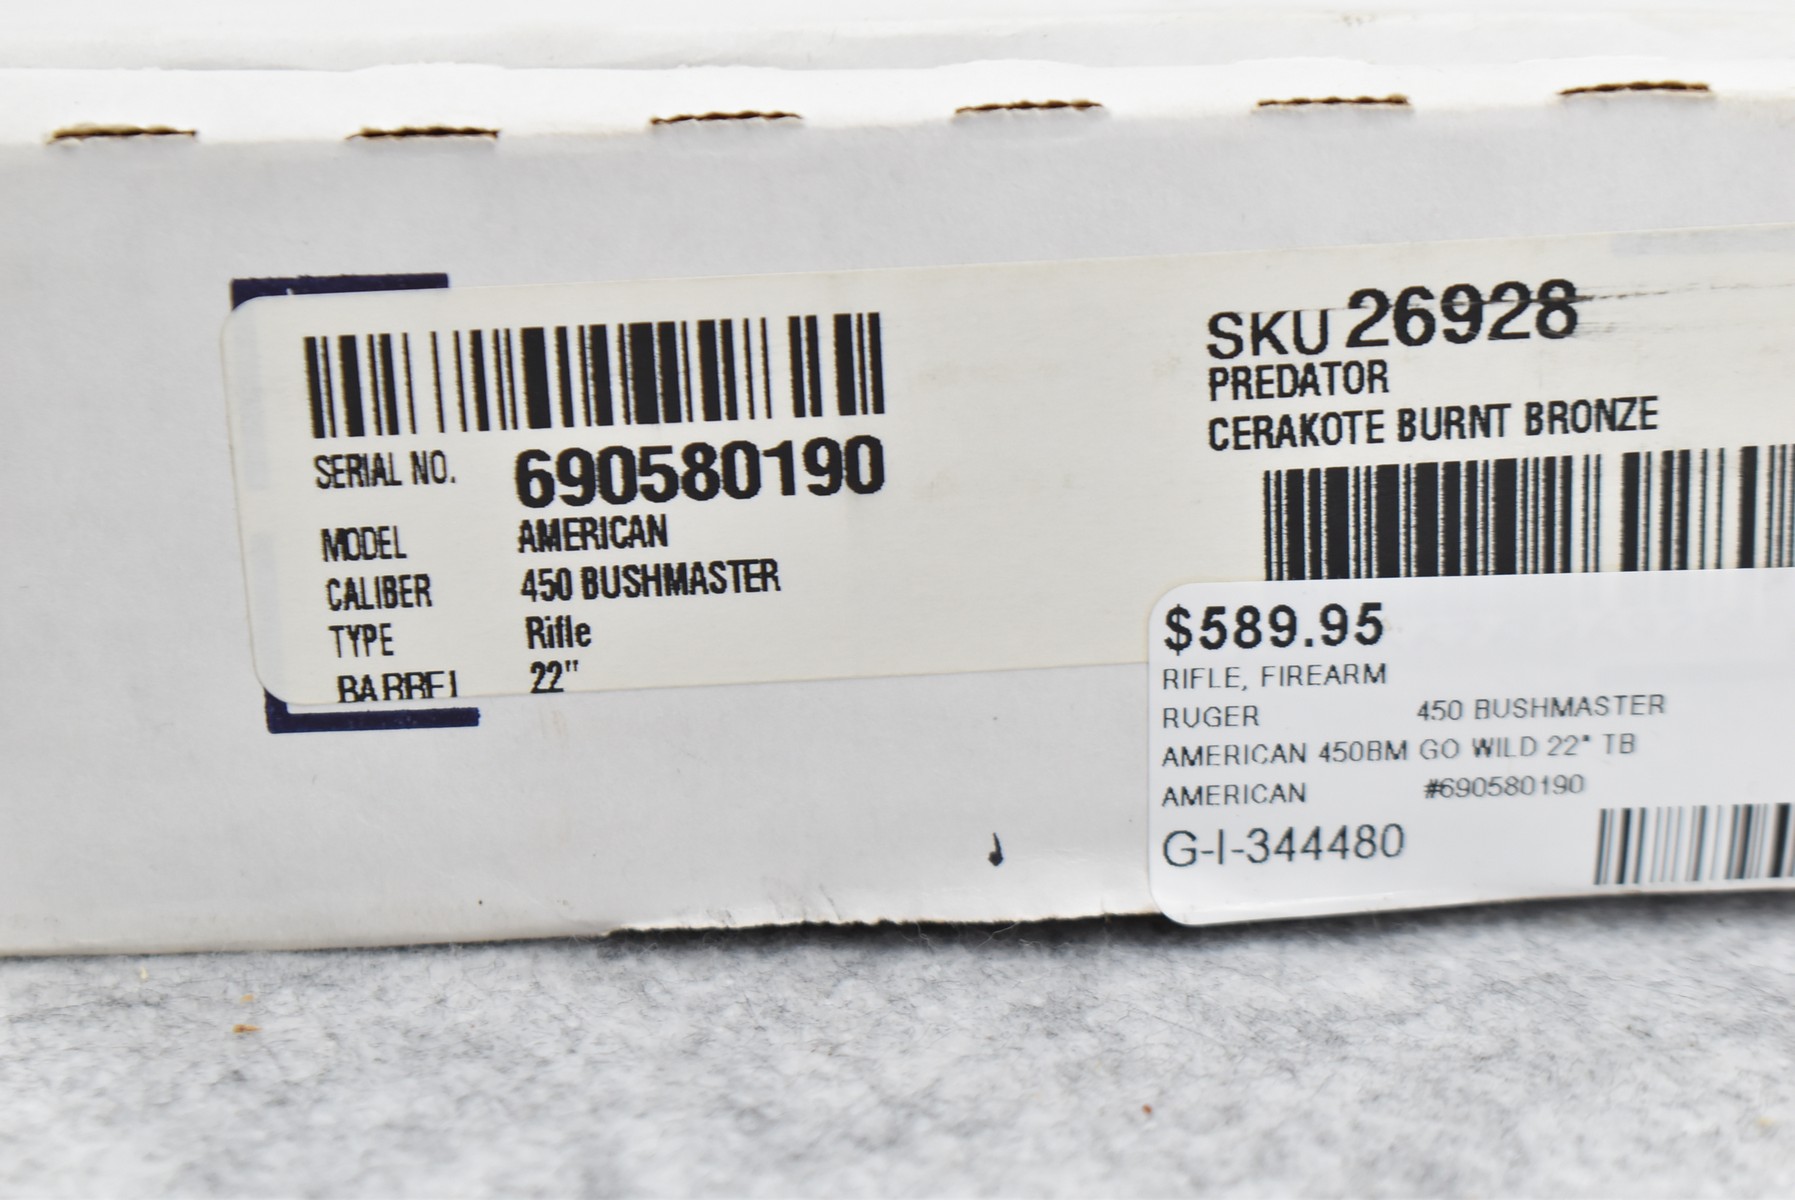 SERIAL NO. 690580190
MODEL AMERICAN
CALIBER 450 BUSHMASTER
TYPE Rifle
BARREL 22"
SKU 26928
PREDATOR
CERAKOTE BURNT BRONZE
$589.95
RIFLE, FIREARM
RUGER 450 BUSHMASTER
AMERICAN 450BM GO WILD 22" TB
AMERICAN #690580190
G-I-344480